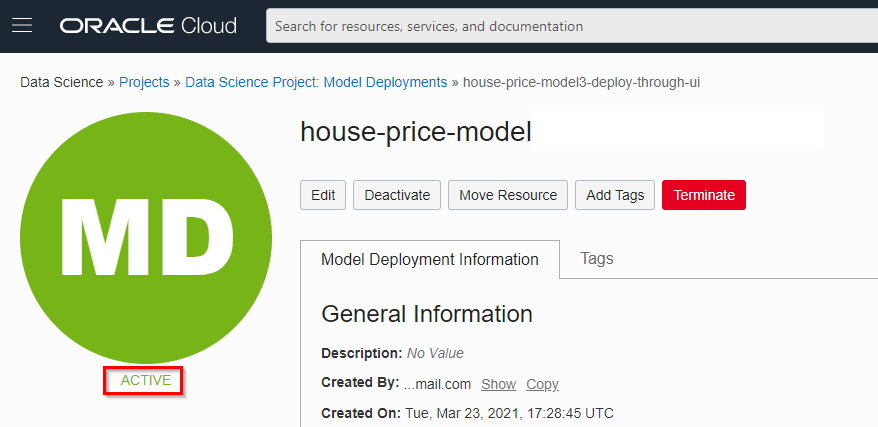 ORACLE Cloud
Search for resources, services, and documentation
Data Science » Projects » Data Science Project: Model Deployments » house-price-model3-deploy-through-ui
MD
ACTIVE
house-price-model
Edit Deactivate Move Resource Add Tags Terminate
Model Deployment Information Tags
General Information
Description: No Value
Created By: ...mail.com Show Copy
Created On: Tue, Mar 23, 2021, 17:28:45 UTC